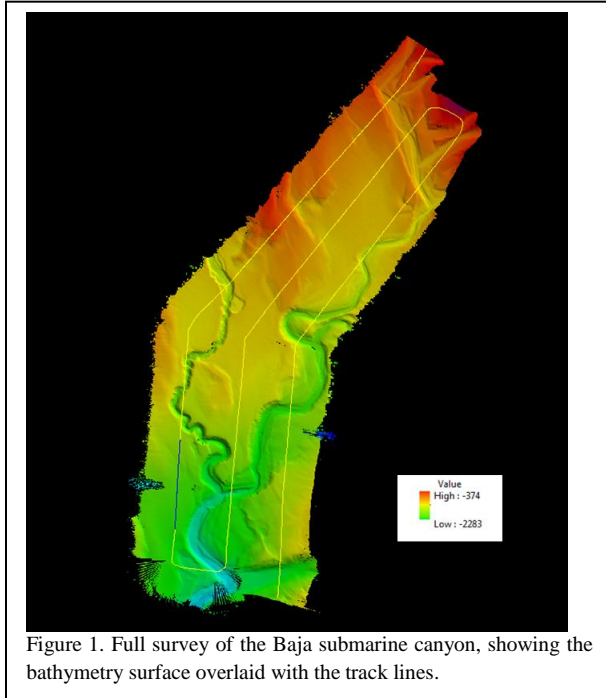 Value
High : -374
Low : -2283
Figure 1. Full survey of the Baja submarine canyon, showing the
bathymetry surface overlaid with the track lines.